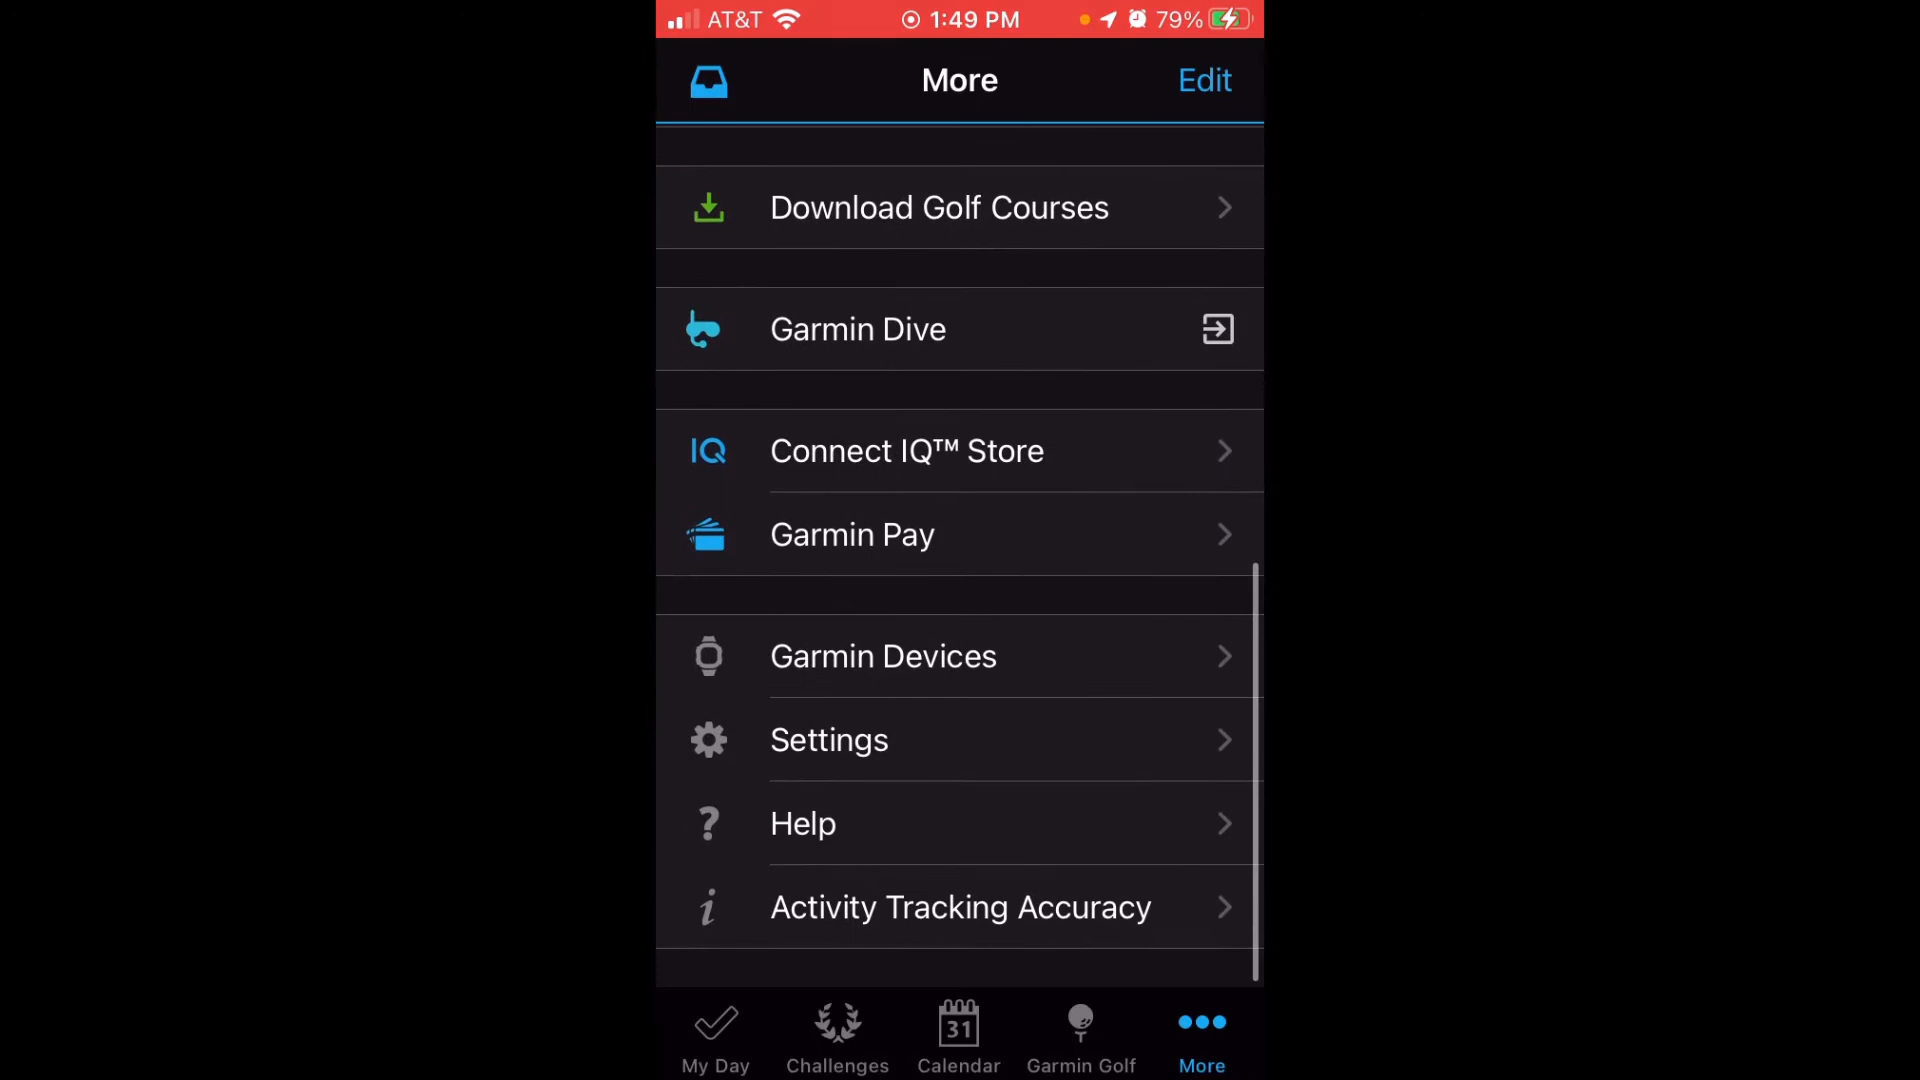 AT&T 1:49 PM 79%
More Edit
Download Golf Courses
Garmin Dive
IQ Connect IQ™ Store
Garmin Pay
Garmin Devices
Settings
? Help
i Activity Tracking Accuracy
31
My Day Challenges Calendar Garmin Golf More